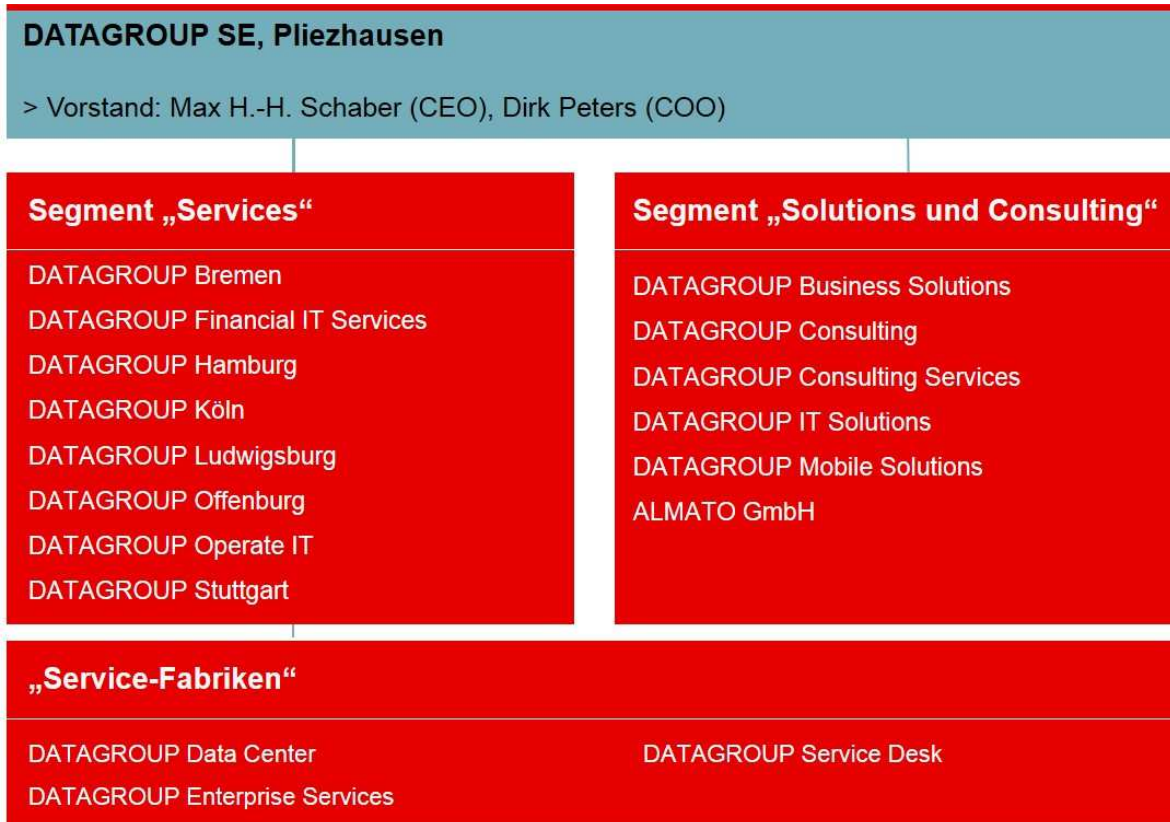 DATAGROUP SE, Pliezhausen
> Vorstand: Max H.-H. Schaber (CEO), Dirk Peters (COO)
Segment „Services“
DATAGROUP Bremen
DATAGROUP Financial IT Services
DATAGROUP Hamburg
DATAGROUP Köln
DATAGROUP Ludwigsburg
DATAGROUP Offenburg
DATAGROUP Operate IT
DATAGROUP Stuttgart
Segment „Solutions und Consulting“
DATAGROUP Business Solutions
DATAGROUP Consulting
DATAGROUP Consulting Services
DATAGROUP IT Solutions
DATAGROUP Mobile Solutions
ALMATO GmbH
„Service-Fabriken“
DATAGROUP Data Center
DATAGROUP Enterprise Services
DATAGROUP Service Desk